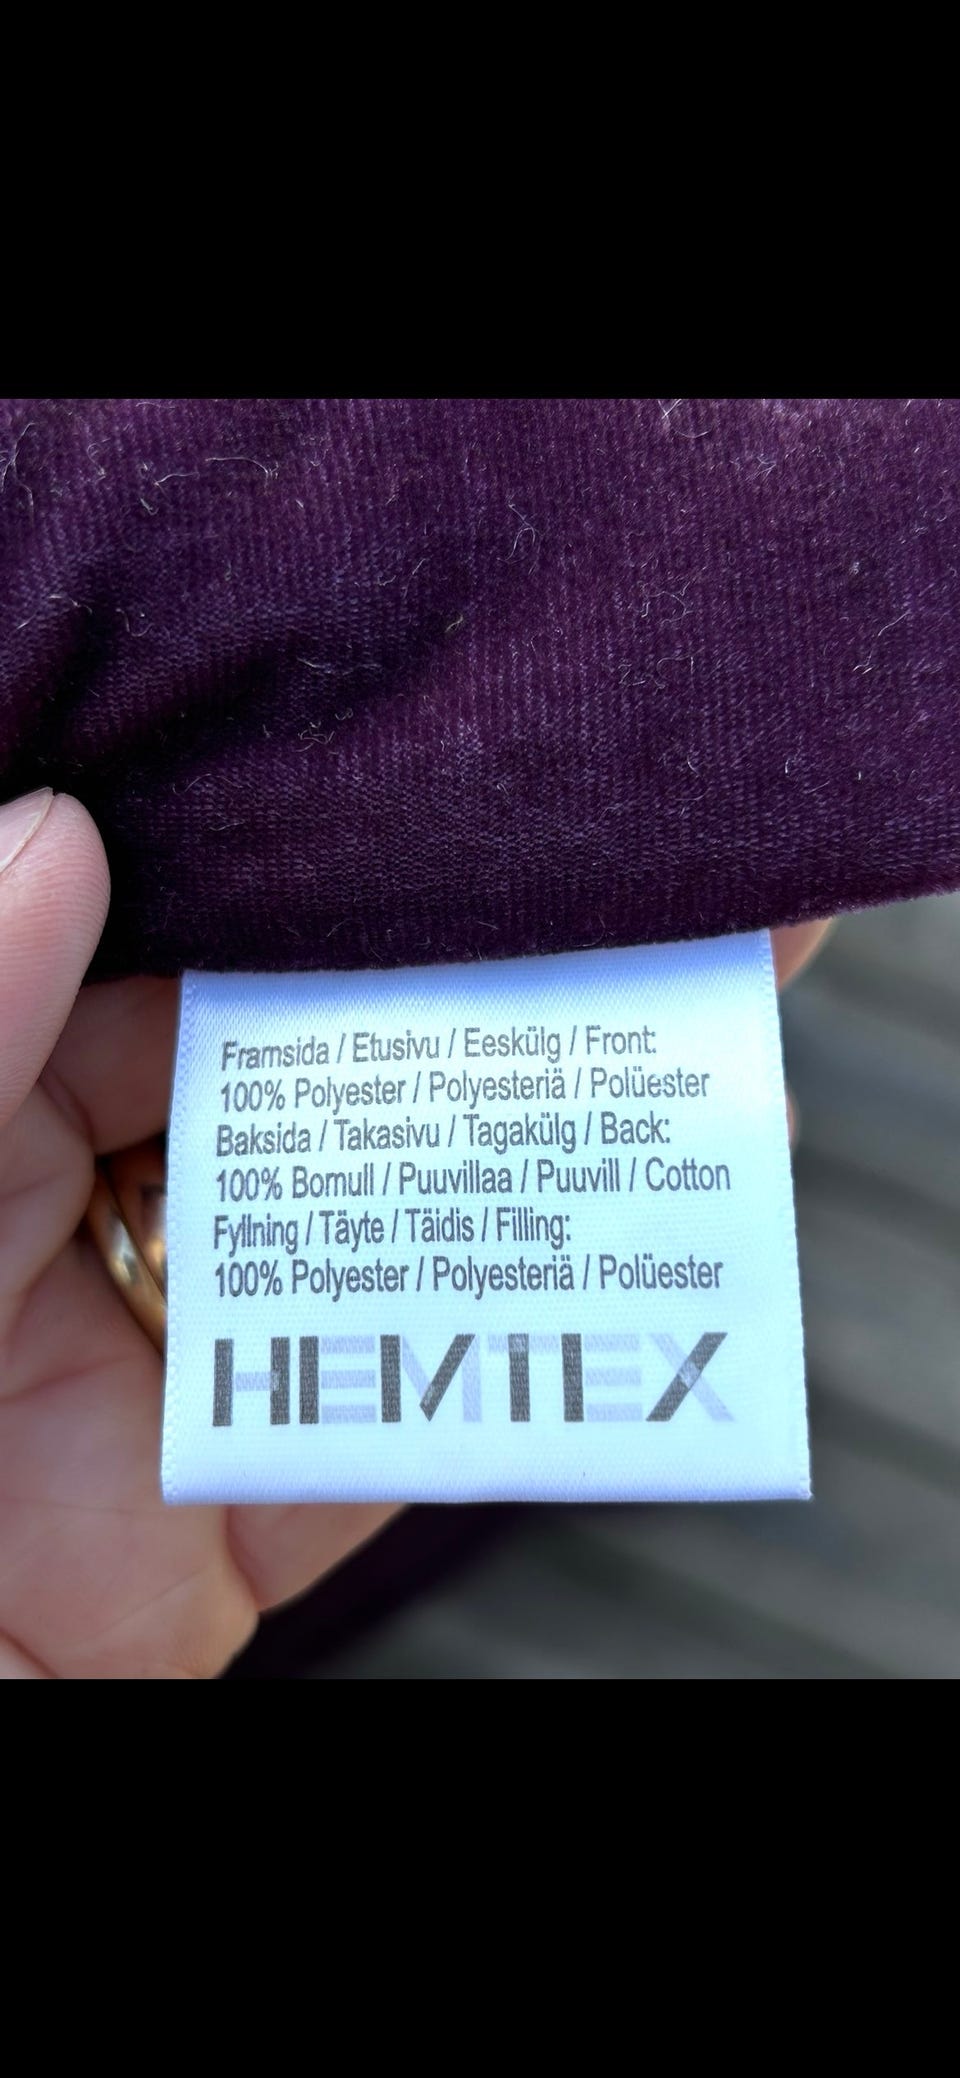 Framsida / Etusivu / Eeskülg / Front:
100% Polyester / Polyesteriä / Polüester
Baksida / Takasivu / Tagakülg / Back:
100% Bomull / Puuvillaa / Puuvill / Cotton
Fyllning / Täyte / Täidis / Filling:
100% Polyester / Polyesteriä / Polüester
HEMTEX